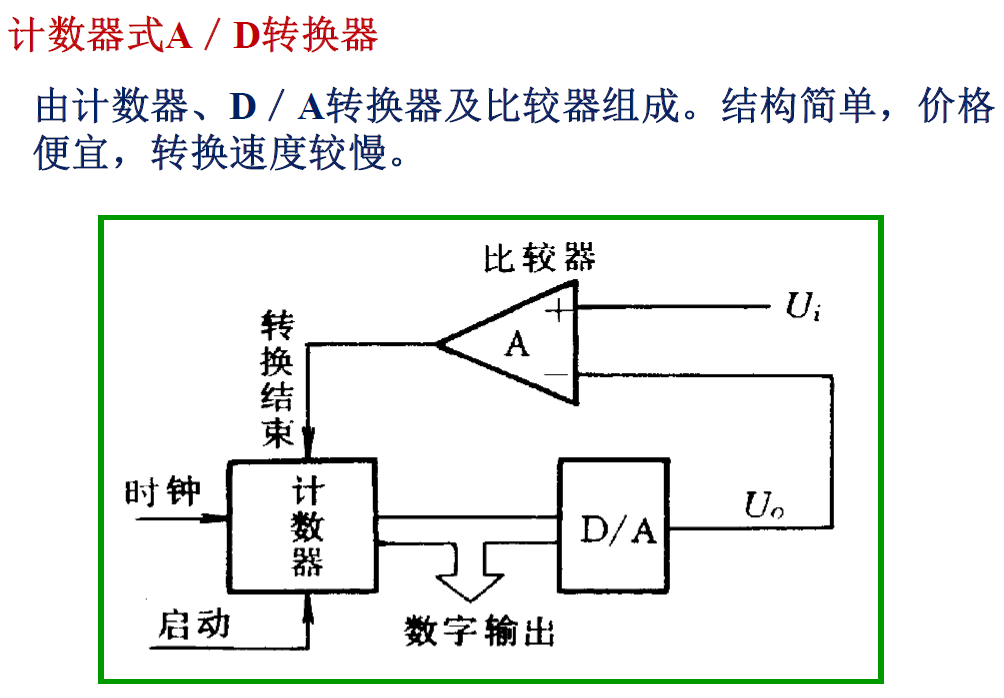 计数器式A／D转换器
由计数器、D／A转换器及比较器组成。结构简单，价格
便宜，转换速度较慢。
比较器
+
Ui
A
−
转换结束
时钟
计数器
Uo
D/A
启动
数字输出